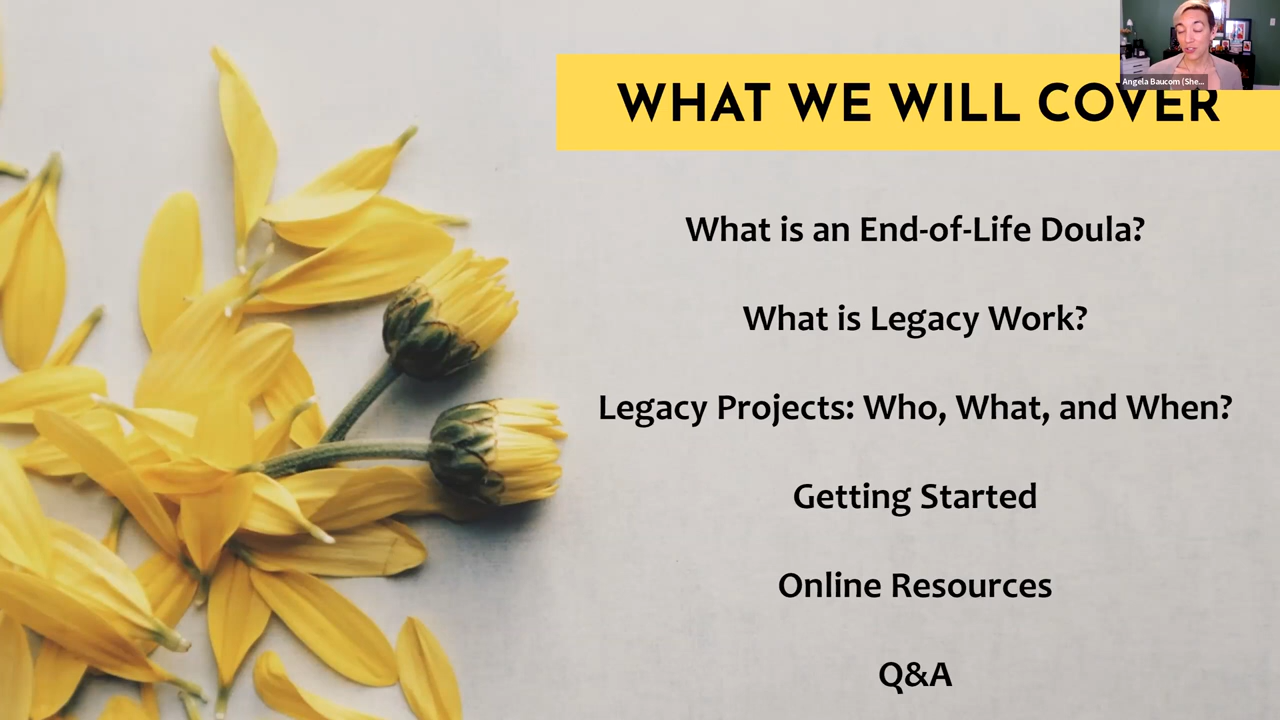 Angela Baucom (She...
WHAT WE WILL COVER
What is an End-of-Life Doula?
What is Legacy Work?
Legacy Projects: Who, What, and When?
Getting Started
Online Resources
Q&A